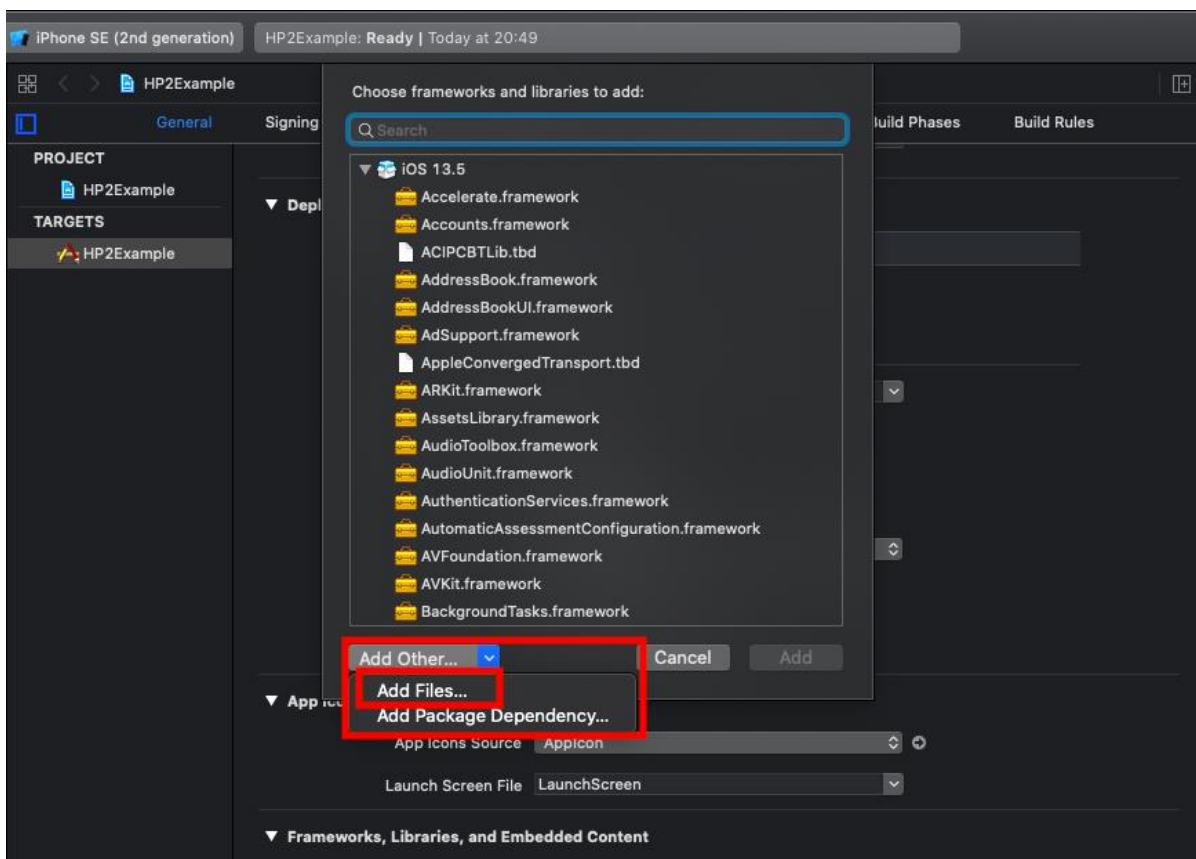 iPhone SE (2nd generation)
HP2Example: Ready | Today at 20:49
HP2Example
General
Signing
Build Phases
Build Rules
PROJECT
HP2Example
TARGETS
HP2Example
Depl
Choose frameworks and libraries to add:
Search
iOS 13.5
Accelerate.framework
Accounts.framework
ACIPCBTLib.tbd
AddressBook.framework
AddressBookUI.framework
AdSupport.framework
AppleConvergedTransport.tbd
ARKit.framework
AssetsLibrary.framework
AudioToolbox.framework
AudioUnit.framework
AuthenticationServices.framework
AutomaticAssessmentConfiguration.framework
AVFoundation.framework
AVKit.framework
BackgroundTasks.framework
Add Other...
Cancel
Add
Add Files...
Add Package Dependency...
App Ico
App Icons Source
AppIcon
Launch Screen File
LaunchScreen
Frameworks, Libraries, and Embedded Content